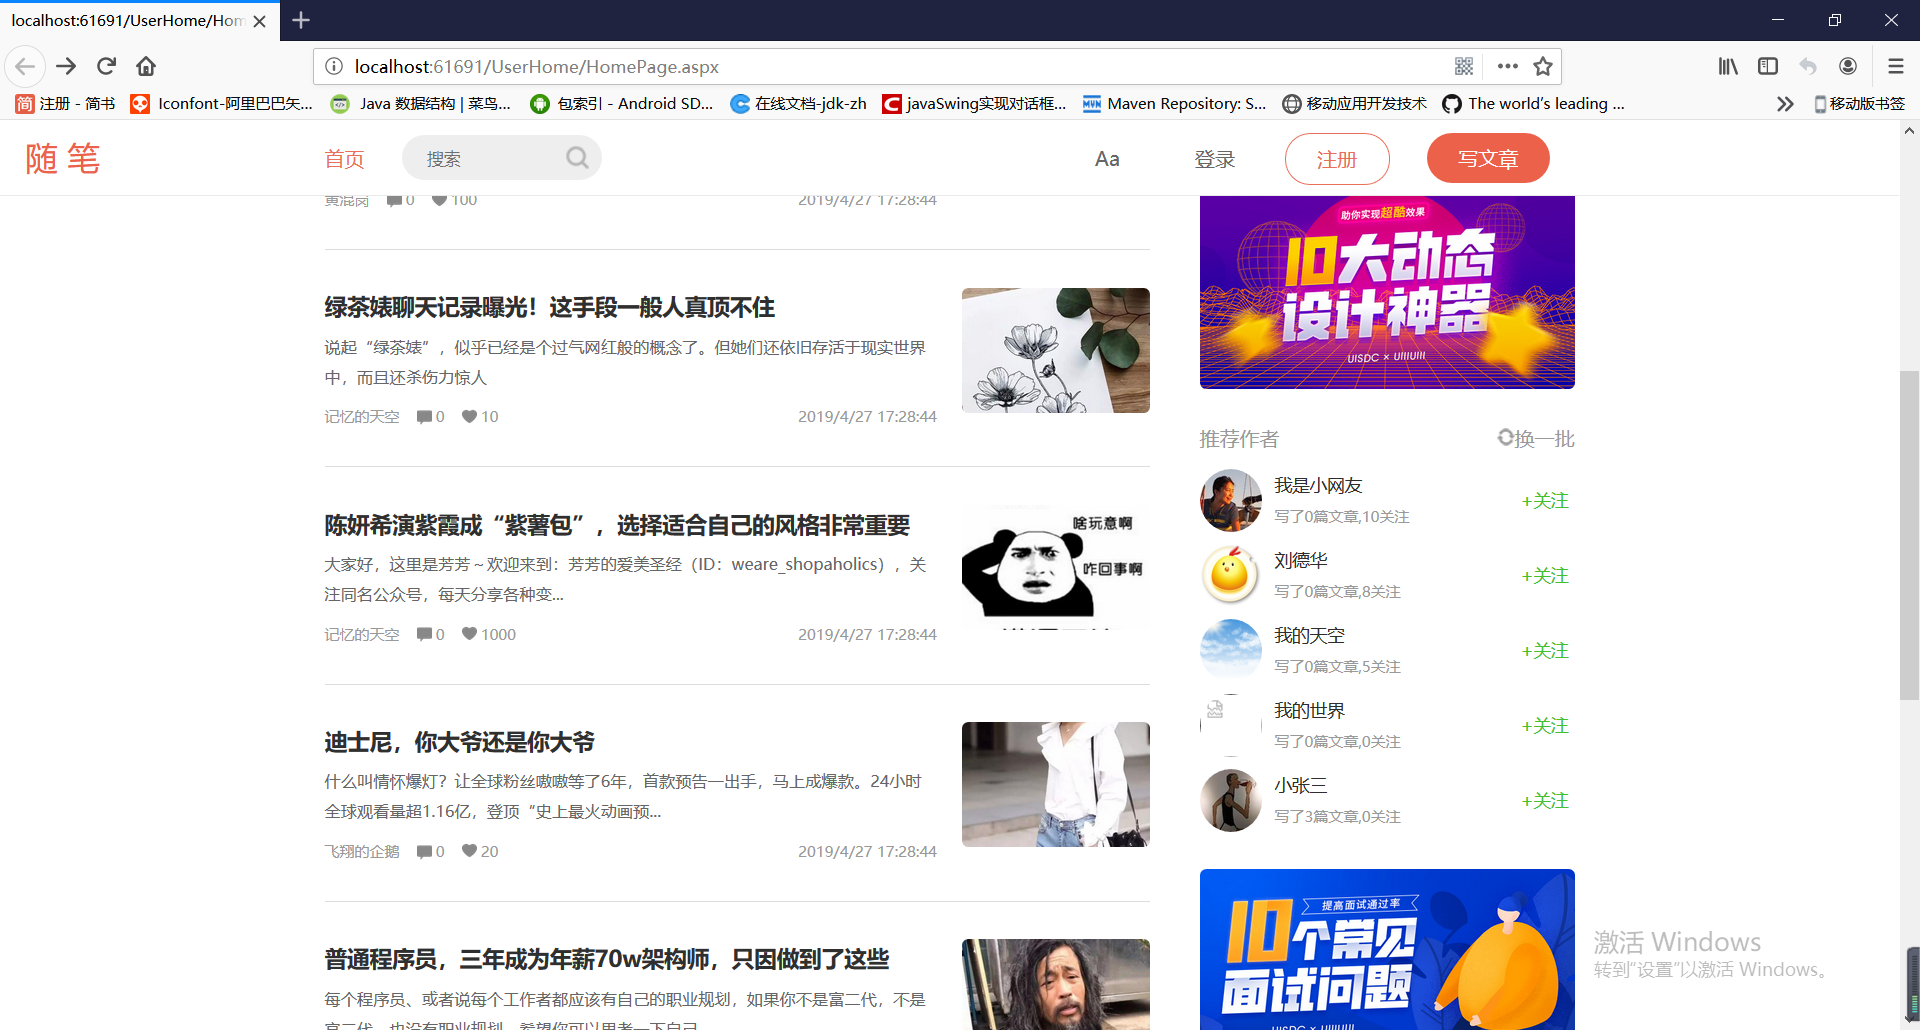 localhost:61691/UserHome/Hom
localhost:61691/UserHome/HomePage.aspx
注册 - 简书
Iconfont-阿里巴巴矢...
Java 数据结构 | 菜鸟...
包索引 - Android SD...
在线文档-jdk-zh
javaSwing实现对话框...
Maven Repository: S...
移动应用开发技术
The world's leading ...
移动版书签
随 笔
首页
搜索
Aa
登录
注册
写文章
黄混岗 0 100 2019/4/27 17:28:44
绿茶婊聊天记录曝光！这手段一般人真顶不住
说起“绿茶婊”，似乎已经是个过气网红般的概念了。但她们还依旧存活于现实世界
中，而且还杀伤力惊人
记忆的天空 0 10 2019/4/27 17:28:44
陈妍希演紫霞成“紫薯包”，选择适合自己的风格非常重要
大家好，这里是芳芳～欢迎来到：芳芳的爱美圣经（ID：weare_shopaholics），关
注同名公众号，每天分享各种变...
记忆的天空 0 1000 2019/4/27 17:28:44
啥玩意啊
咋回事啊
迪士尼，你大爷还是你大爷
什么叫情怀爆灯？让全球粉丝嗷嗷等了6年，首款预告一出手，马上成爆款。24小时
全球观看量超1.16亿，登顶“史上最火动画预...
飞翔的企鹅 0 20 2019/4/27 17:28:44
普通程序员，三年成为年薪70w架构师，只因做到了这些
每个程序员、或者说每个工作者都应该有自己的职业规划，如果你不是富二代，不是
官二代，也没有职业规划，希望你可以思考一下自己
助你实现超酷效果
10大动态
设计神器
UISDC × UIIIUIII
推荐作者
换一批
我是小网友
写了0篇文章,10关注
+关注
刘德华
写了0篇文章,8关注
+关注
我的天空
写了0篇文章,5关注
+关注
我的世界
写了0篇文章,0关注
+关注
小张三
写了3篇文章,0关注
+关注
提高面试通过率
10个常见
面试问题
UISDC × UIIIUIII
激活 Windows
转到“设置”以激活 Windows。